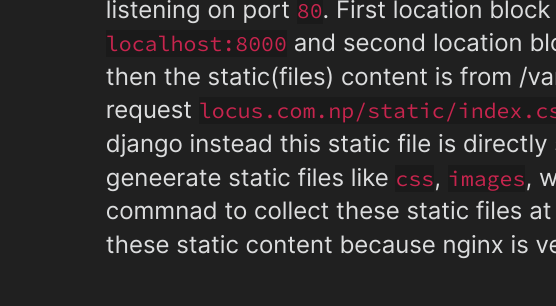 listening on port 80. First location block
localhost:8000 and second location blo
then the static(files) content is from /va
request locus.com.np/static/index.cs
django instead this static file is directly
geneerate static files like css, images, w
commnad to collect these static files at
these static content because nginx is ve